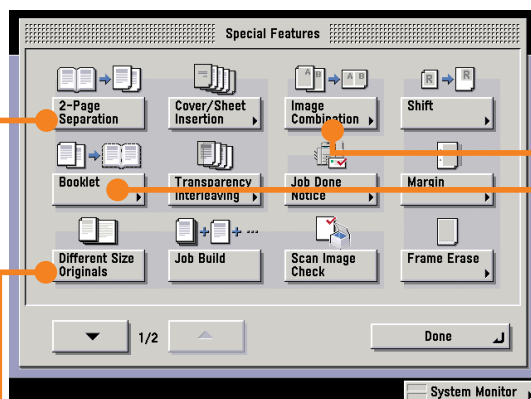 Special Features
2-Page
Separation
Cover/Sheet
Insertion
Image
Combination
Shift
Booklet
Transparency
Interleaving
Job Done
Notice
Margin
Different Size
Originals
Job Build
Scan Image
Check
Frame Erase
1/2
Done
System Monitor